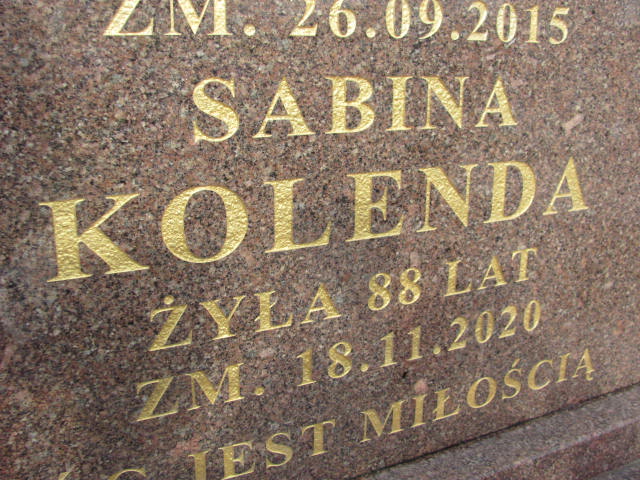 ZM. 26.09.2015
SABINA
KOLENDA
ŻYŁA 88 LAT
ZM. 18.11.2020
JEST MIŁOŚCIĄ